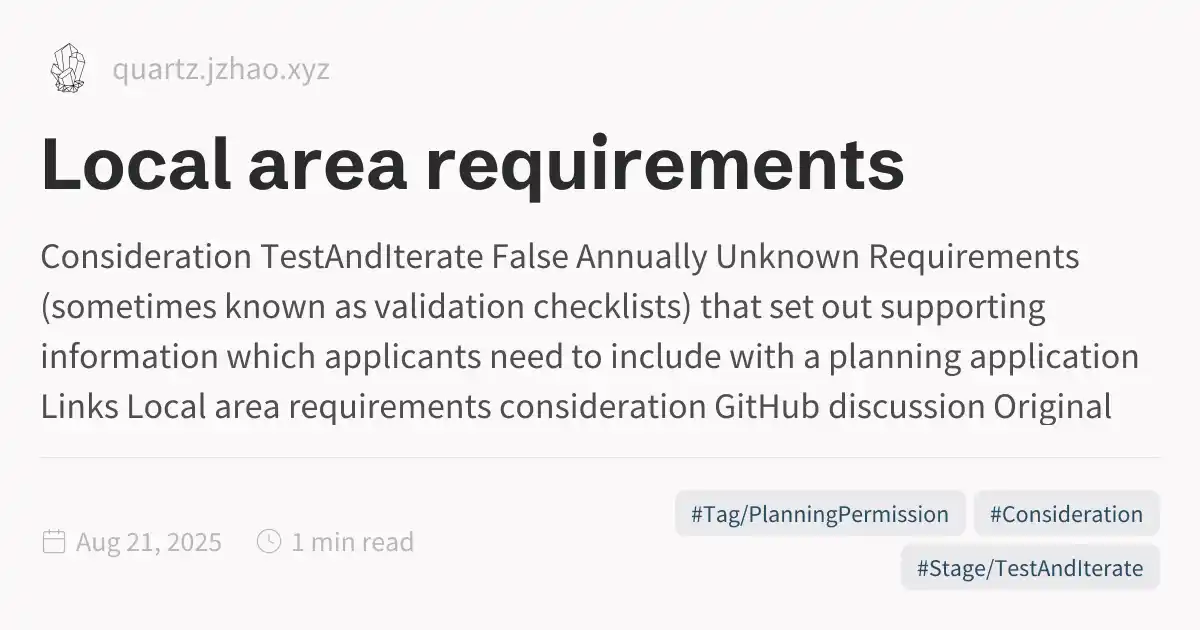 quartz.jzhao.xyz
Local area requirements
Consideration TestAndIterate False Annually Unknown Requirements
(sometimes known as validation checklists) that set out supporting
information which applicants need to include with a planning application
Links Local area requirements consideration GitHub discussion Original
Aug 21, 2025 1 min read
#Tag/PlanningPermission #Consideration
#Stage/TestAndIterate